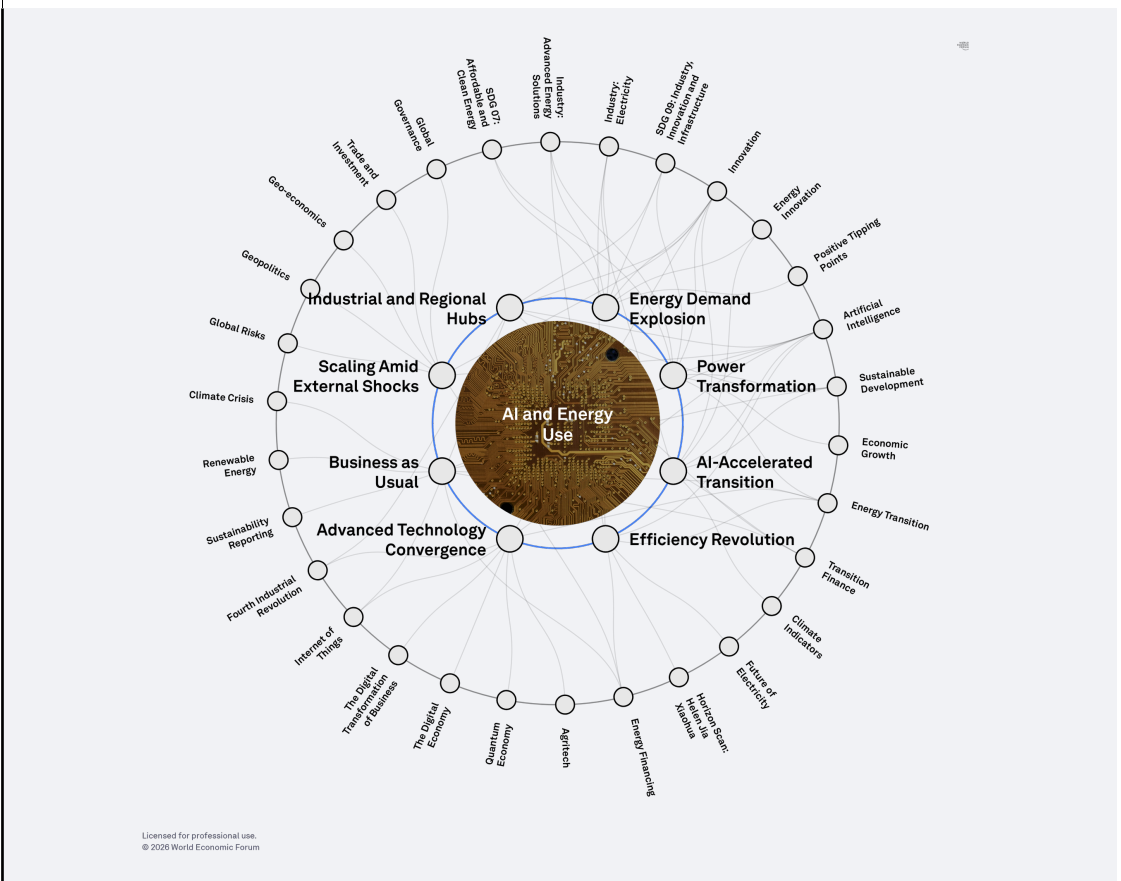 AI and Energy
Use
Energy Demand
Explosion
Power
Transformation
AI-Accelerated
Transition
Efficiency Revolution
Advanced Technology
Convergence
Business as
Usual
Scaling Amid
External Shocks
Industrial and Regional
Hubs
Industry:
Advanced Energy
Solutions
Industry:
Electricity
SDG 09: Industry,
Innovation and
Infrastructure
Innovation
Energy
Innovation
Positive Tipping
Points
Artificial
Intelligence
Sustainable
Development
Economic
Growth
Energy Transition
Transition
Finance
Climate
Indicators
Future of
Electricity
Horizon Scan:
Helen Jia
Xiaohua
Energy Financing
Agritech
Quantum
Economy
The Digital
Economy
The Digital
Transformation
of Business
Internet of
Things
Fourth Industrial
Revolution
Sustainability
Reporting
Renewable
Energy
Climate Crisis
Global Risks
Geopolitics
Geo-economics
Trade and
Investment
Global
Governance
SDG 07:
Affordable and
Clean Energy
Licensed for professional use.
© 2026 World Economic Forum